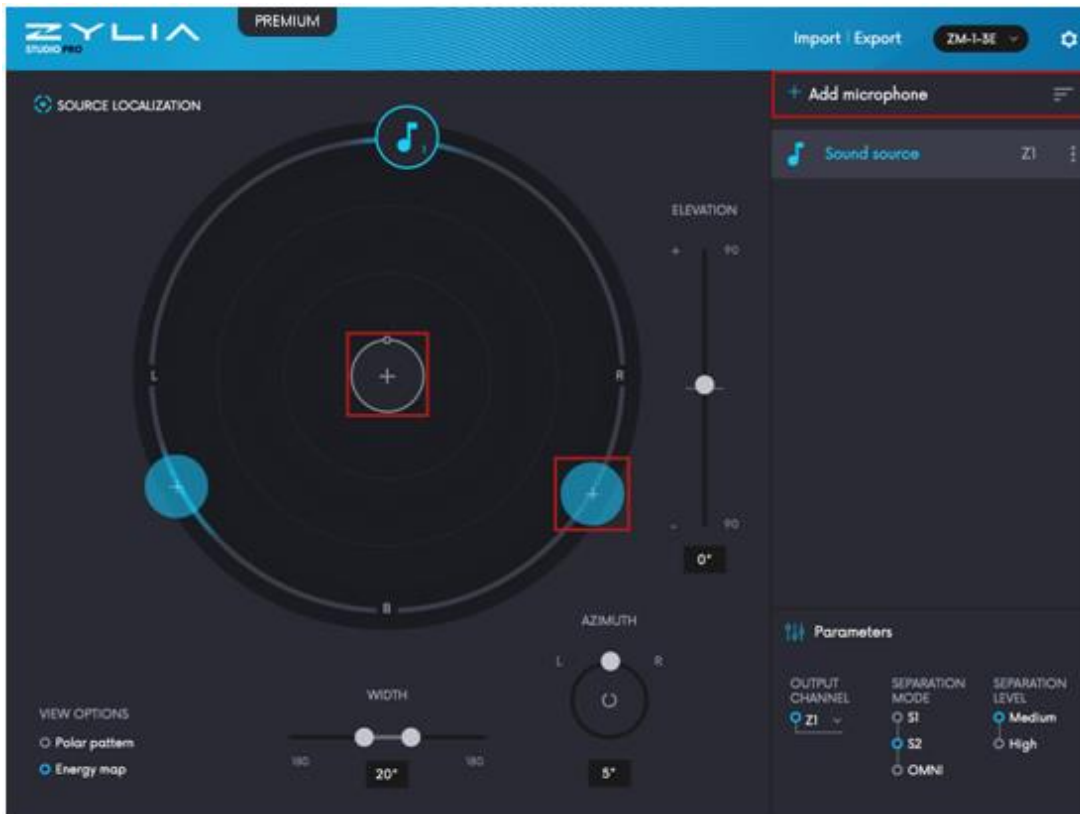 ZYLIA
STUDIO PRO
PREMIUM
Import | Export
ZM-1-3E
SOURCE LOCALIZATION
+ Add microphone
1
Sound source Z1
ELEVATION
+ 90
L
R
- 90
0°
B
AZIMUTH
L R
Parameters
OUTPUT CHANNEL
Z1
SEPARATION MODE
S1
S2
OMNI
SEPARATION LEVEL
Medium
High
WIDTH
180 180
20°
5°
VIEW OPTIONS
Polar pattern
Energy map